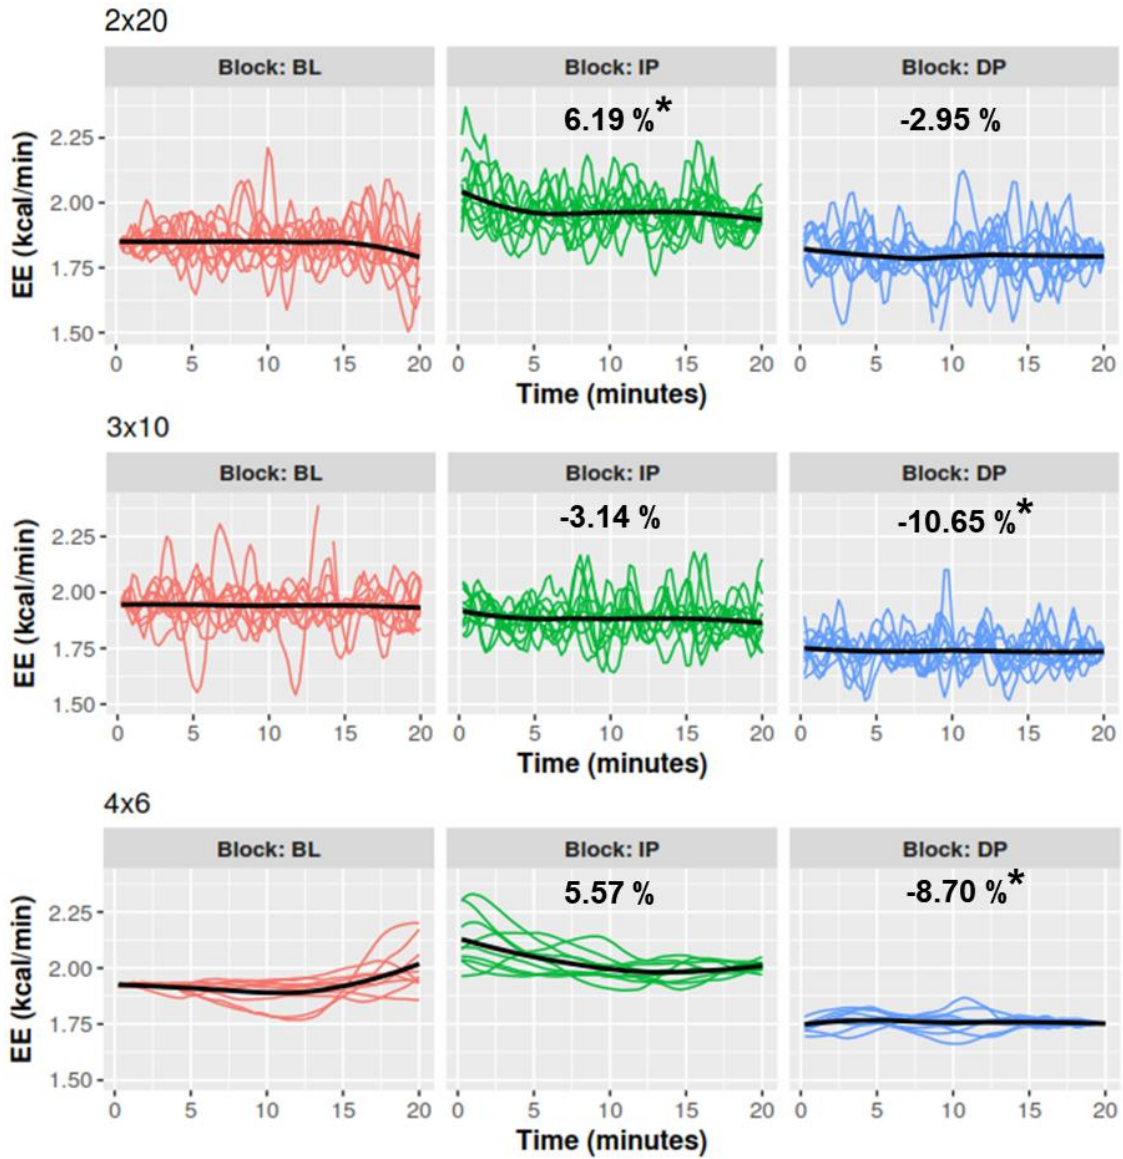 2x20
Block: BL Block: IP Block: DP
6.19 %* -2.95 %
EE (kcal/min)
2.25
2.00
1.75
1.50
0 5 10 15 20 0 5 10 15 20 0 5 10 15 20
Time (minutes)
3x10
Block: BL Block: IP Block: DP
-3.14 % -10.65 %*
EE (kcal/min)
2.25
2.00
1.75
1.50
0 5 10 15 20 0 5 10 15 20 0 5 10 15 20
Time (minutes)
4x6
Block: BL Block: IP Block: DP
5.57 % -8.70 %*
EE (kcal/min)
2.25
2.00
1.75
1.50
0 5 10 15 20 0 5 10 15 20 0 5 10 15 20
Time (minutes)